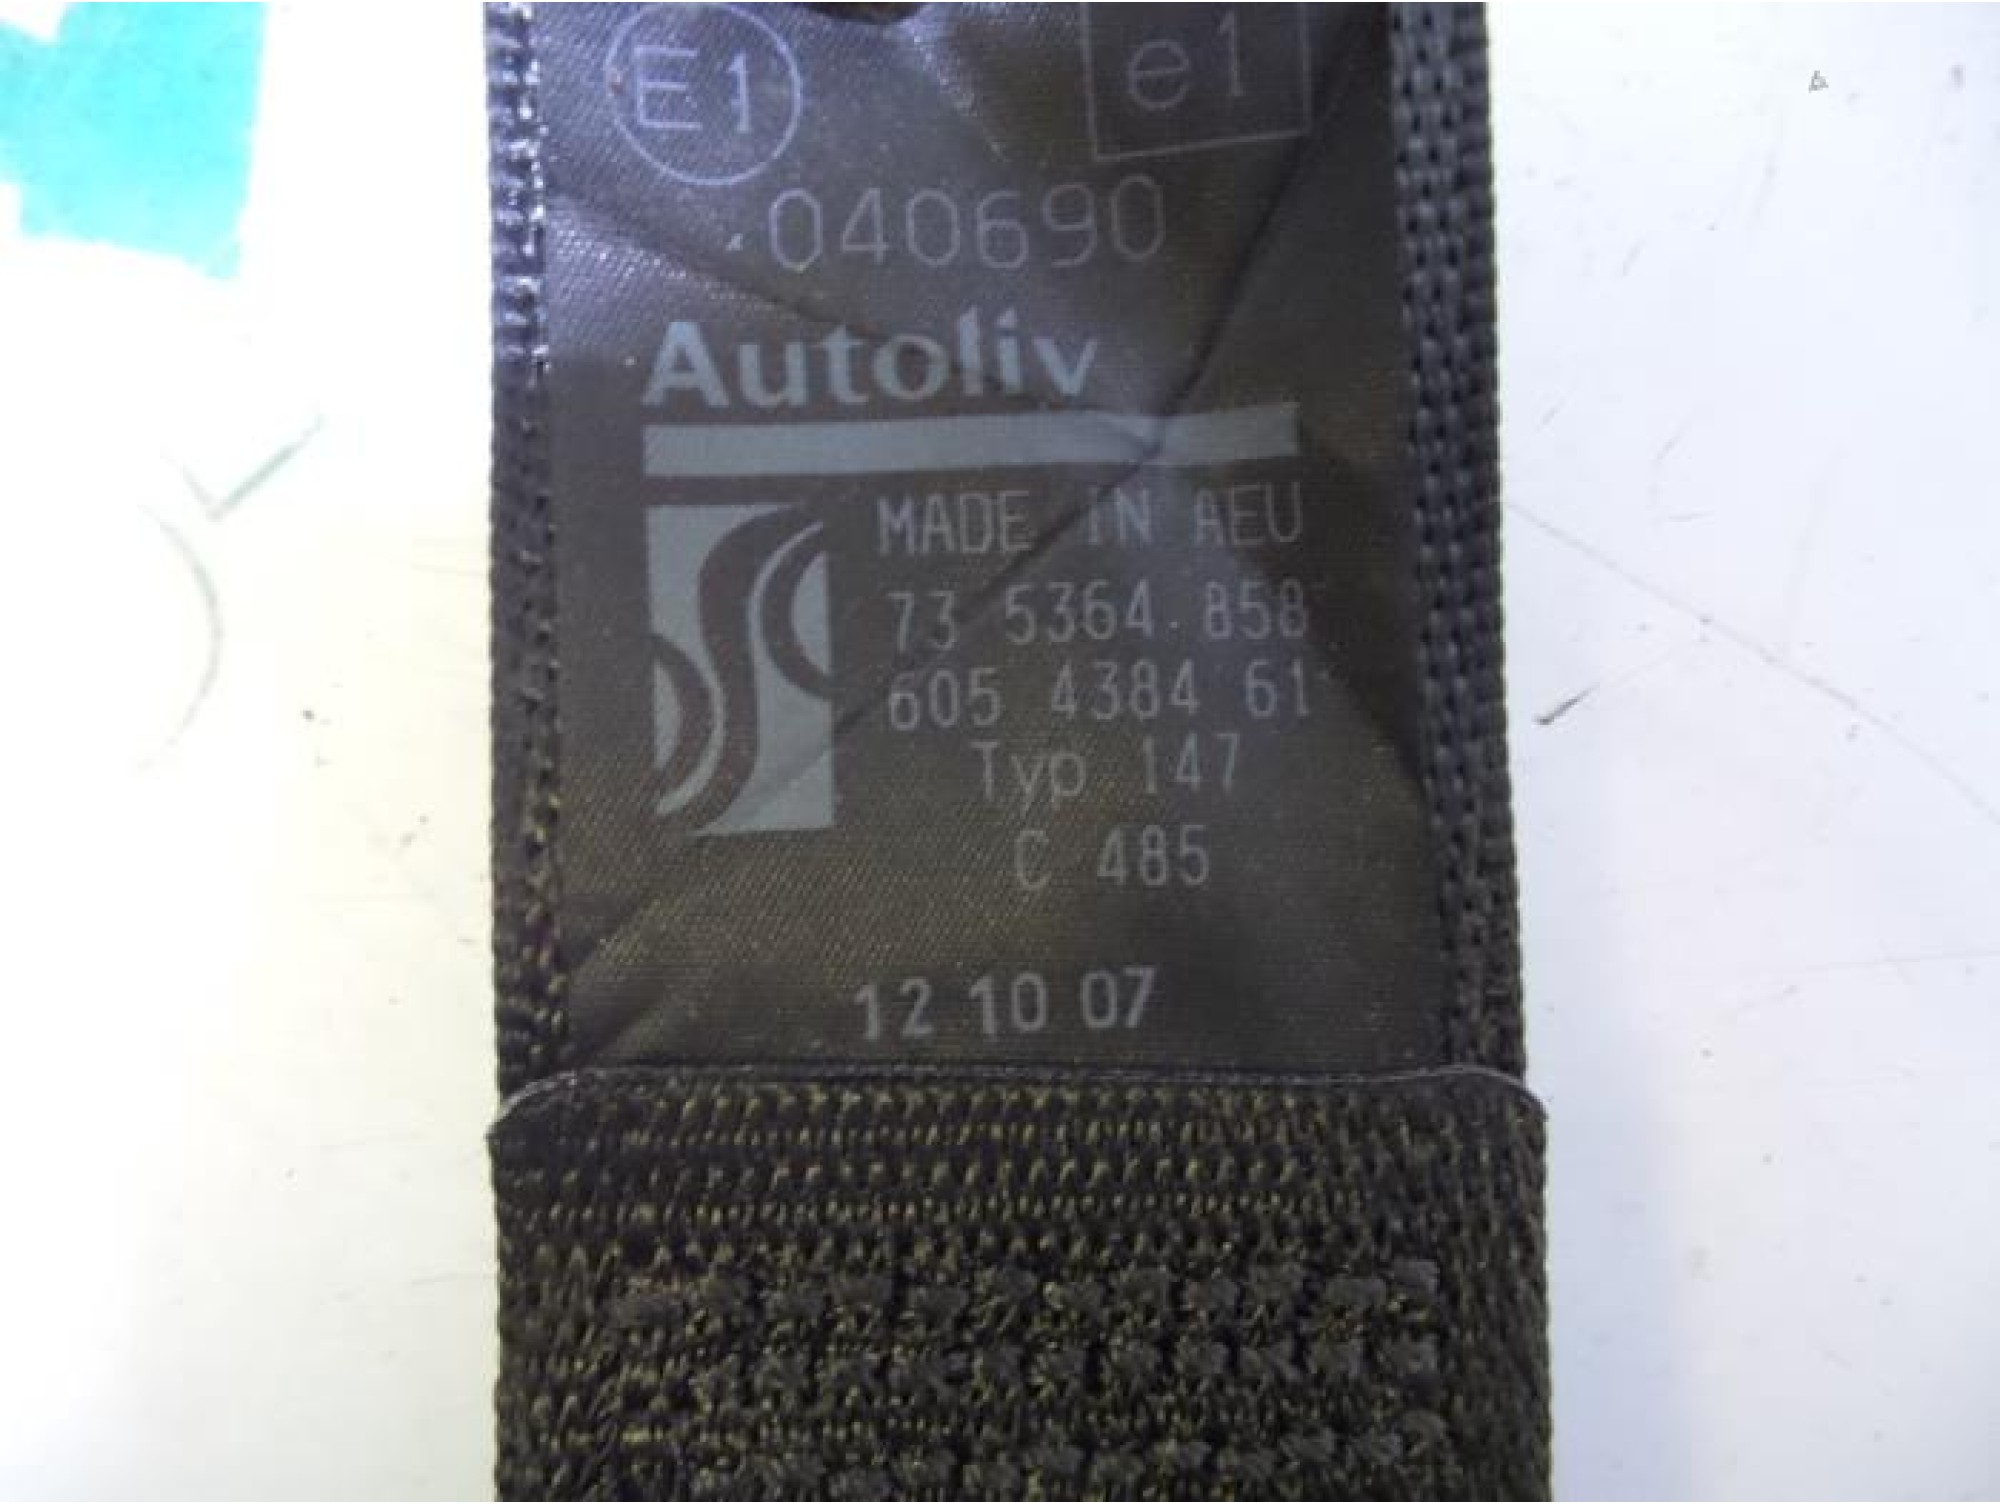 E1 e1
040690
Autoliv
MADE IN AEU
73 5364 858
605 4384 61
Typ 147
C 485
12 10 07